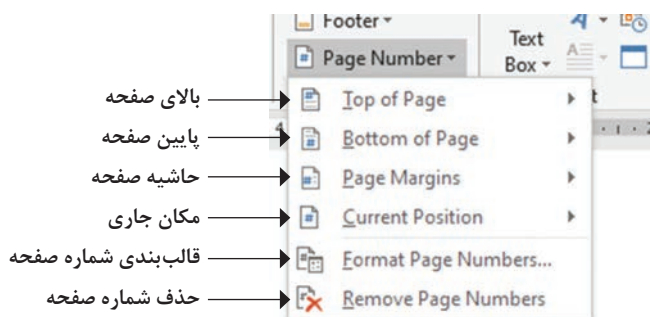 Footer
Page Number
Text
Box
بالای صفحه
Top of Page
پایین صفحه
Bottom of Page
حاشیه صفحه
Page Margins
مکان جاری
Current Position
قالب‌بندی شماره صفحه
Format Page Numbers...
حذف شماره صفحه
Remove Page Numbers